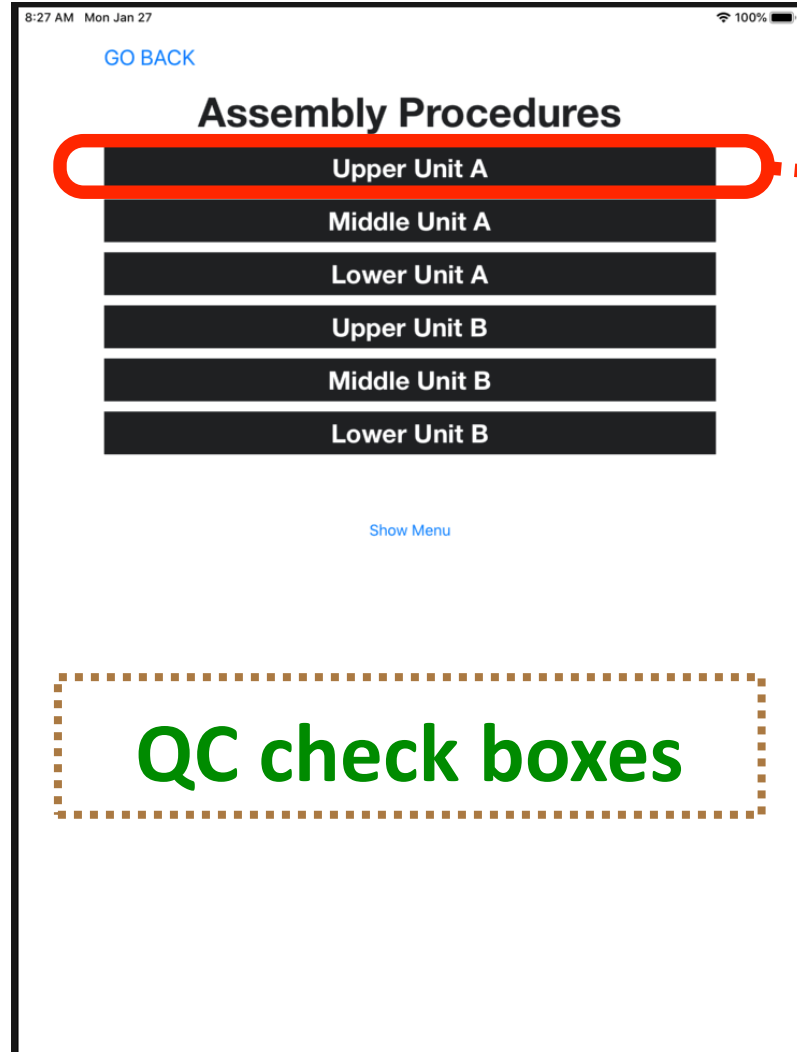 8:27 AM Mon Jan 27 100%
GO BACK
Assembly Procedures
Upper Unit A
Middle Unit A
Lower Unit A
Upper Unit B
Middle Unit B
Lower Unit B
Show Menu
QC check boxes